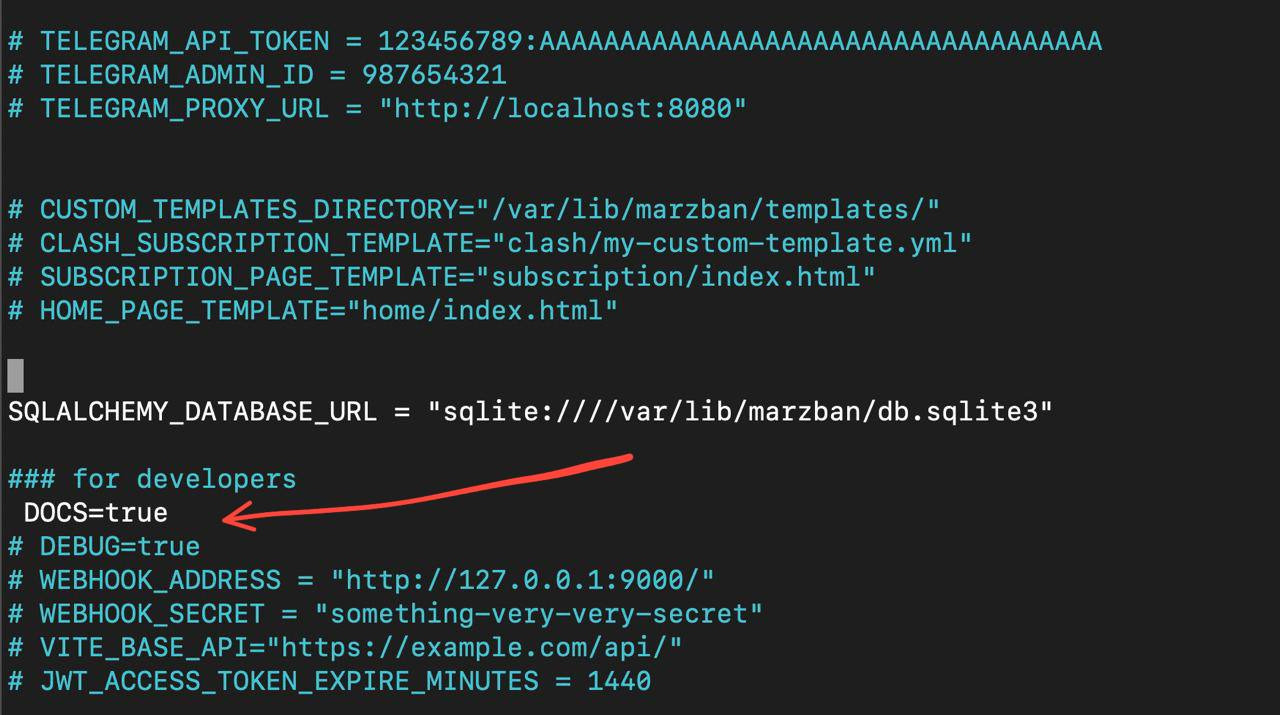 # TELEGRAM_API_TOKEN = 123456789:AAAAAAAAAAAAAAAAAAAAAAAAAAAAAAAAAAA
# TELEGRAM_ADMIN_ID = 987654321
# TELEGRAM_PROXY_URL = "http://localhost:8080"
# CUSTOM_TEMPLATES_DIRECTORY="/var/lib/marzban/templates/"
# CLASH_SUBSCRIPTION_TEMPLATE="clash/my-custom-template.yml"
# SUBSCRIPTION_PAGE_TEMPLATE="subscription/index.html"
# HOME_PAGE_TEMPLATE="home/index.html"
SQLALCHEMY_DATABASE_URL = "sqlite:////var/lib/marzban/db.sqlite3"
### for developers
DOCS=true
# DEBUG=true
# WEBHOOK_ADDRESS = "http://127.0.0.1:9000/"
# WEBHOOK_SECRET = "something-very-very-secret"
# VITE_BASE_API="https://example.com/api/"
# JWT_ACCESS_TOKEN_EXPIRE_MINUTES = 1440